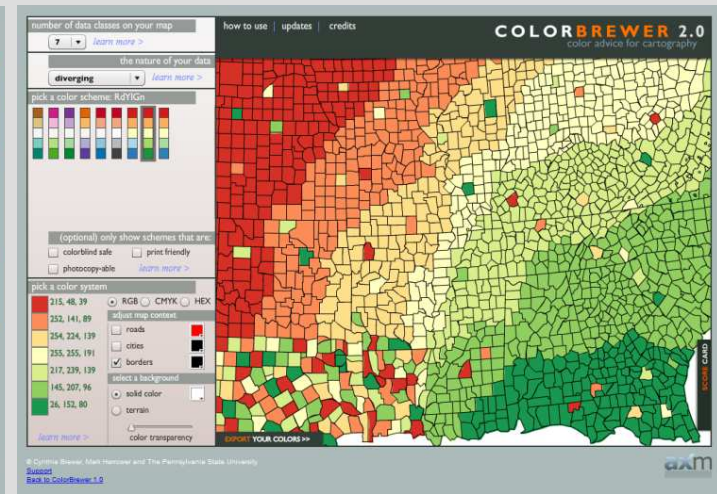 number of data classes on your map
7
learn more >
the nature of your data
diverging
learn more >
pick a color scheme: RdYlGn
(optional) only show schemes that are:
colorblind safe
print friendly
photocopy-able
learn more >
pick a color system
215, 48, 39
252, 141, 89
254, 224, 139
255, 255, 191
217, 239, 139
145, 207, 96
26, 152, 80
RGB CMYK HEX
adjust map context
roads
cities
borders
select a background
solid color
terrain
color transparency
learn more >
how to use | updates | credits
COLORBREWER 2.0
color advice for cartography
SCORE CARD
EXPORT YOUR COLORS >>
© Cynthia Brewer, Mark Harrower and The Pennsylvania State University
Support
Back to ColorBrewer 1.0
axm